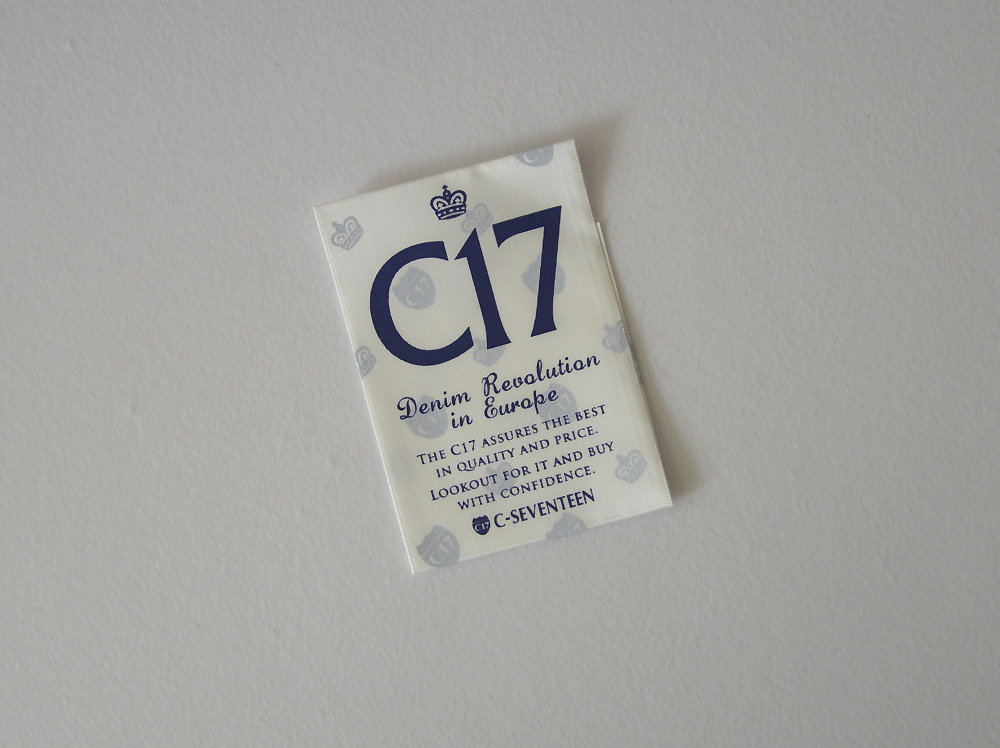 C17
Denim Revolution
in Europe
THE C17 ASSURES THE BEST
IN QUALITY AND PRICE.
LOOKOUT FOR IT AND BUY
WITH CONFIDENCE.
C17 C-SEVENTEEN